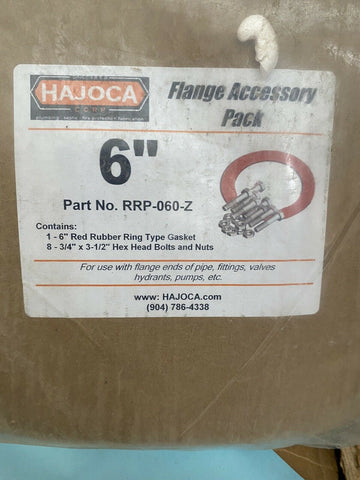 HAJOCA
CORP
Flange Accessory
Pack
6"
Part No. RRP-060-Z
Contains:
1 - 6" Red Rubber Ring Type Gasket
8 - 3/4" x 3-1/2" Hex Head Bolts and Nuts
For use with flange ends of pipe, fittings, valves
hydrants, pumps, etc.
www: HAJOCA.com
(904) 786-4338